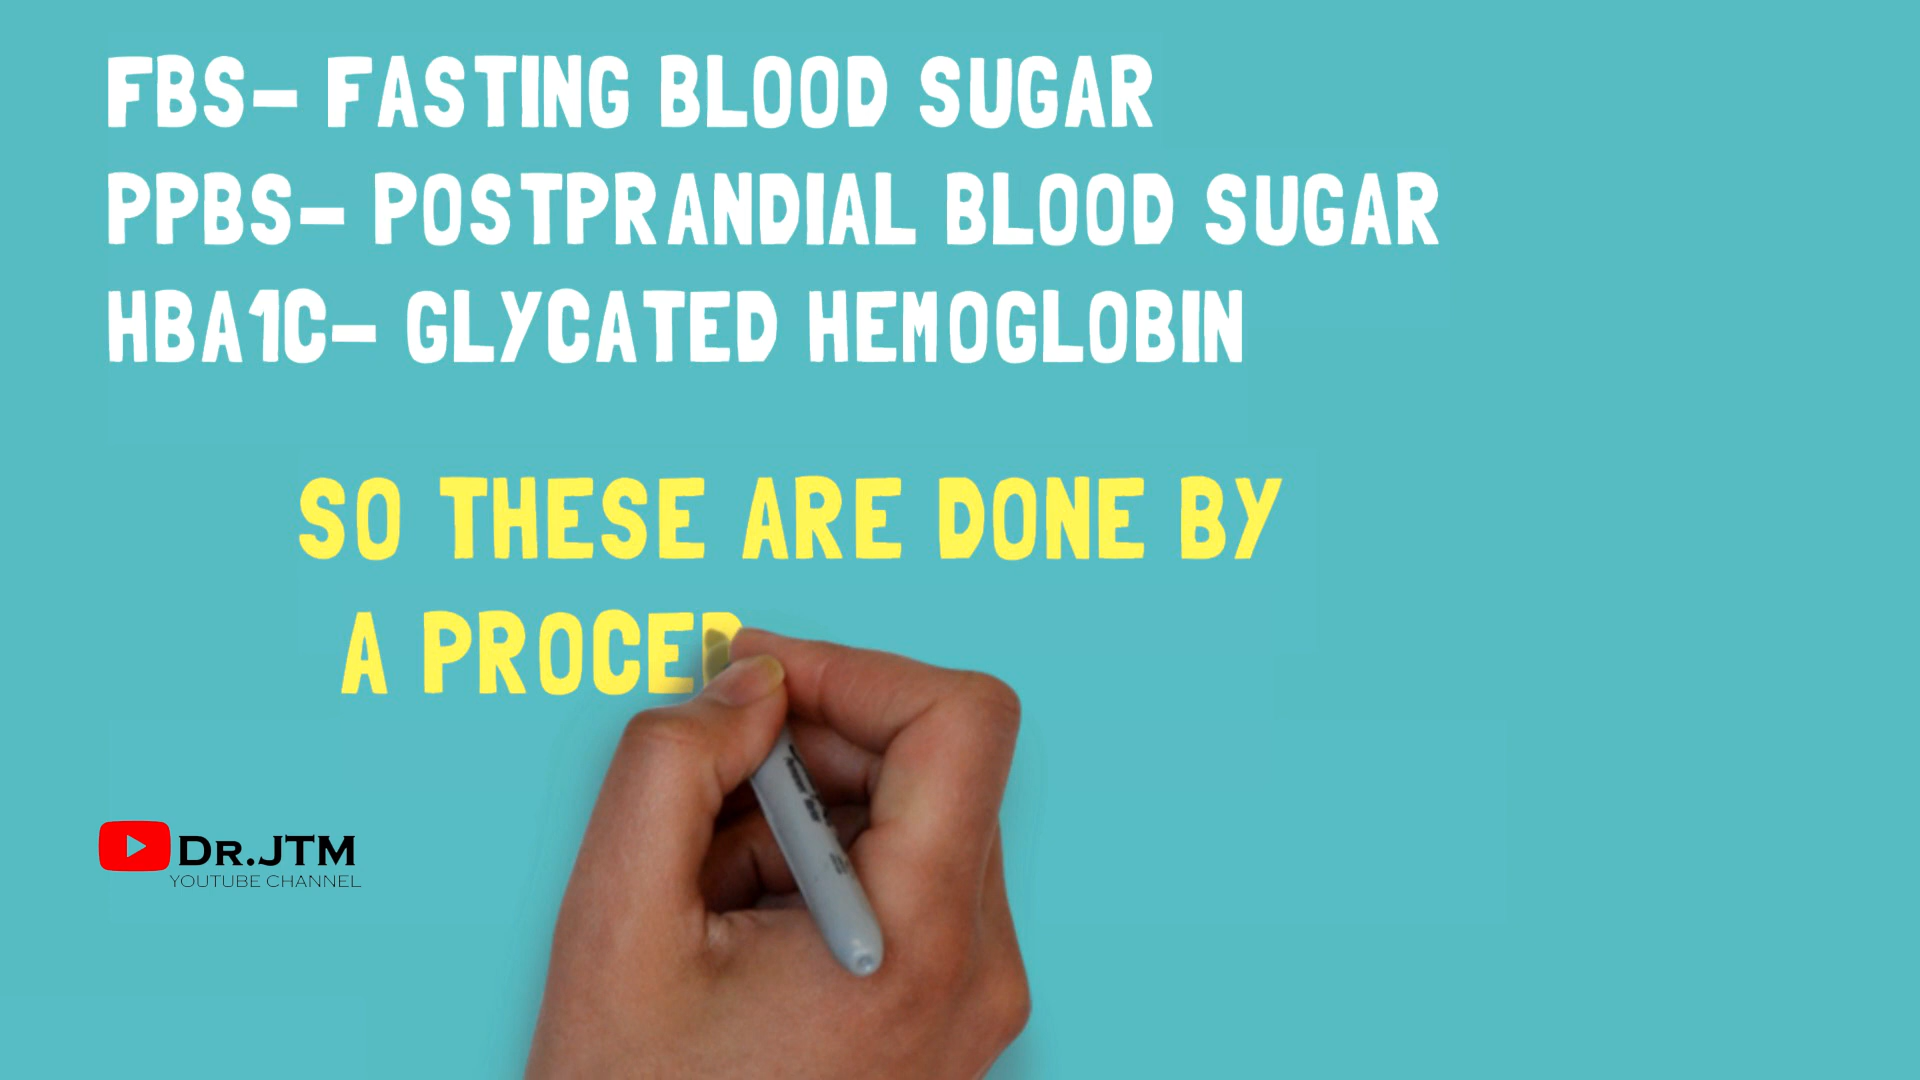 FBS- FASTING BLOOD SUGAR
PPBS- POSTPRANDIAL BLOOD SUGAR
HBA1C- GLYCATED HEMOGLOBIN
SO THESE ARE DONE BY
A PROCED
DR.JTM
YOUTUBE CHANNEL